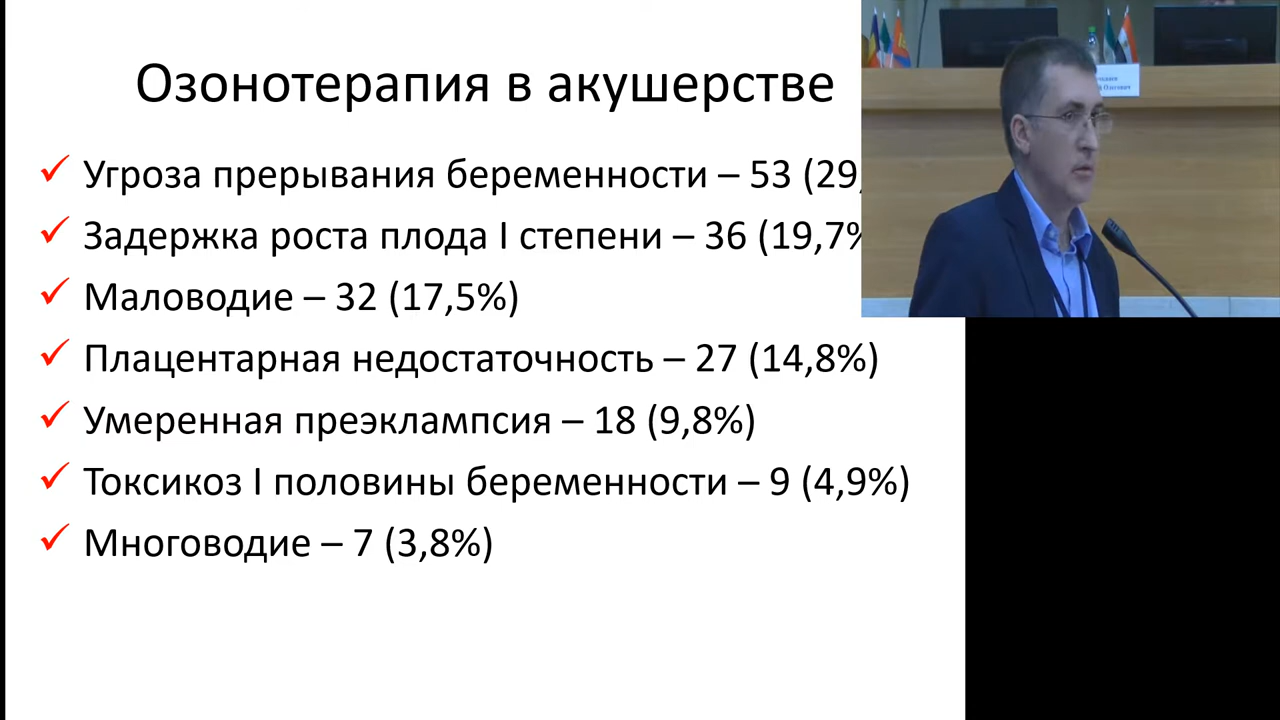 Озонотерапия в акушерстве
Угроза прерывания беременности – 53 (29,
Задержка роста плода I степени – 36 (19,7%
Маловодие – 32 (17,5%)
Плацентарная недостаточность – 27 (14,8%)
Умеренная преэклампсия – 18 (9,8%)
Токсикоз I половины беременности – 9 (4,9%)
Многоводие – 7 (3,8%)